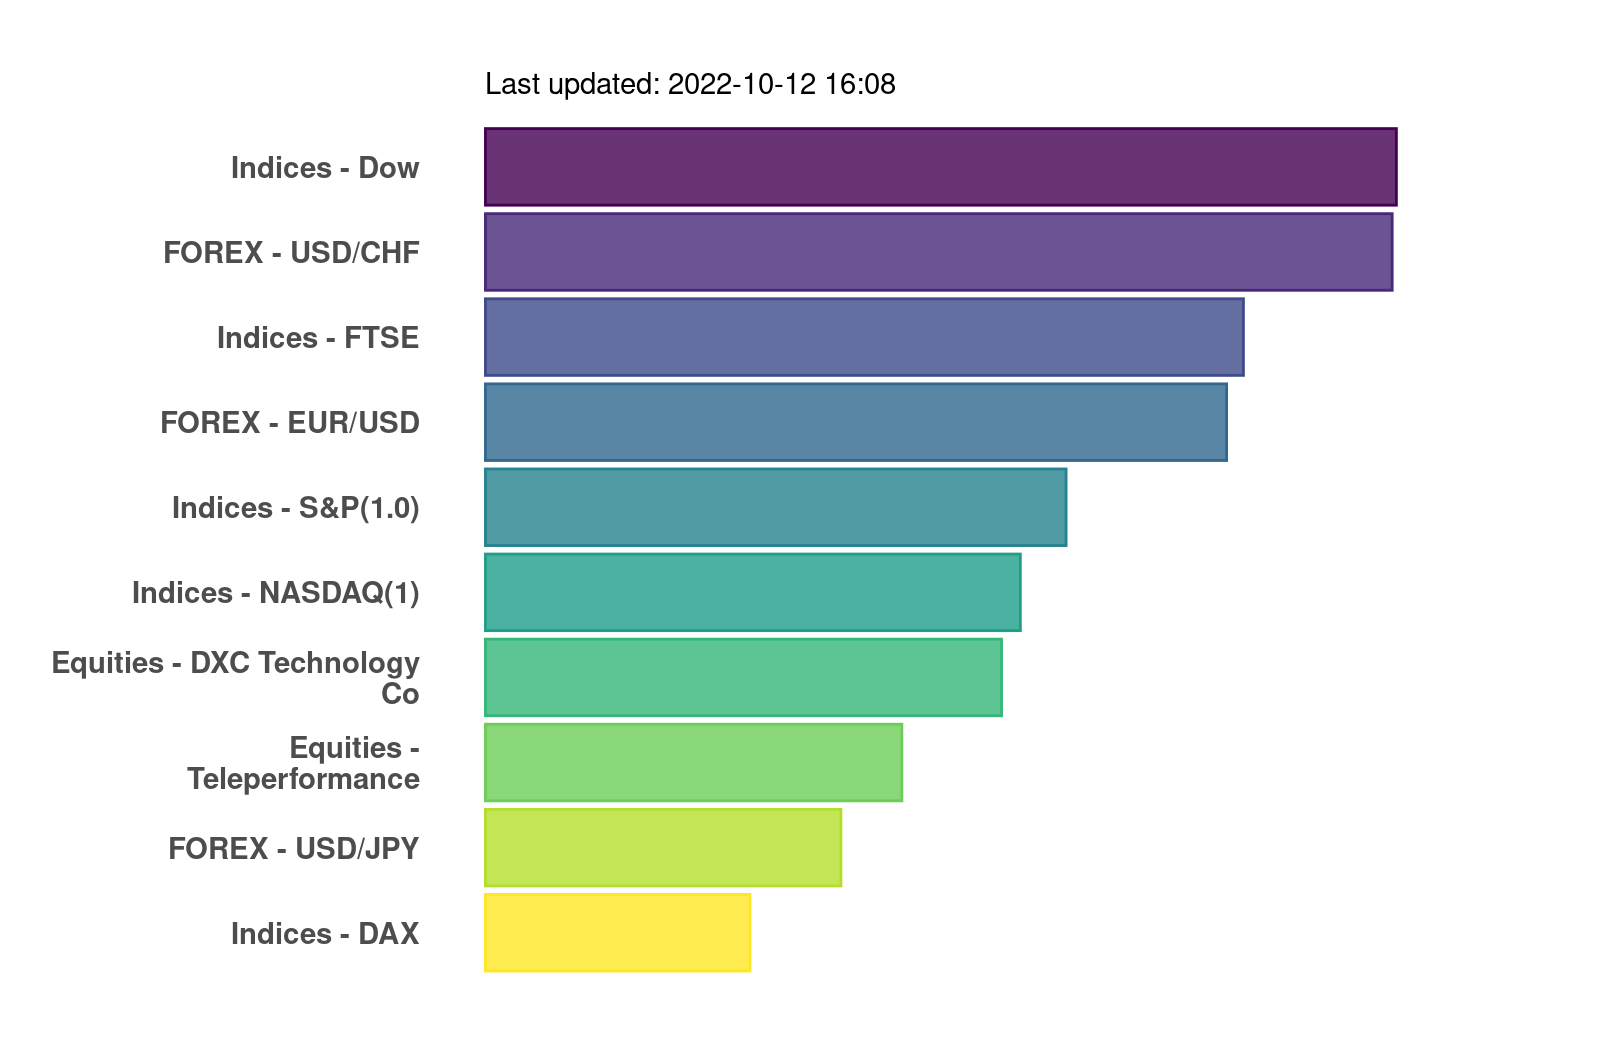 Last updated: 2022-10-12 16:08
Indices - Dow
FOREX - USD/CHF
Indices - FTSE
FOREX - EUR/USD
Indices - S&P(1.0)
Indices - NASDAQ(1)
Equities - DXC Technology
Co
Equities -
Teleperformance
FOREX - USD/JPY
Indices - DAX